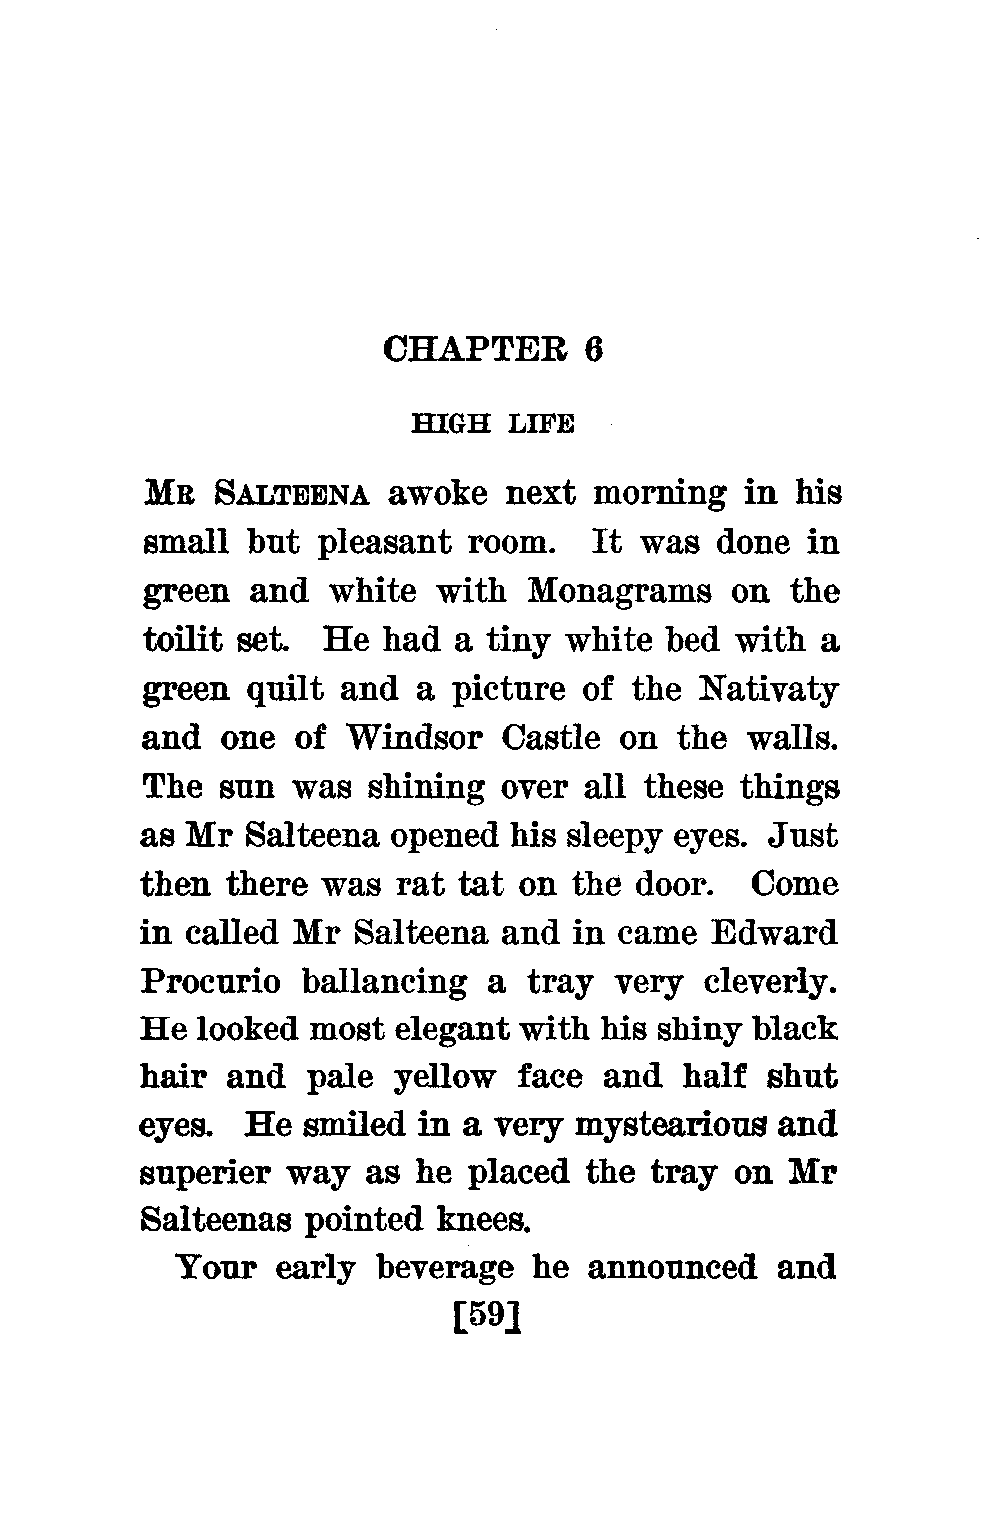 CHAPTER 6
HIGH LIFE
MR SALTEENA awoke next morning in his
small but pleasant room. It was done in
green and white with Monagrams on the
toilit set. He had a tiny white bed with a
green quilt and a picture of the Nativaty
and one of Windsor Castle on the walls.
The sun was shining over all these things
as Mr Salteena opened his sleepy eyes. Just
then there was rat tat on the door. Come
in called Mr Salteena and in came Edward
Procurio ballancing a tray very cleverly.
He looked most elegant with his shiny black
hair and pale yellow face and half shut
eyes. He smiled in a very mystearious and
superier way as he placed the tray on Mr
Salteenas pointed knees.
Your early beverage he announced and
[59]